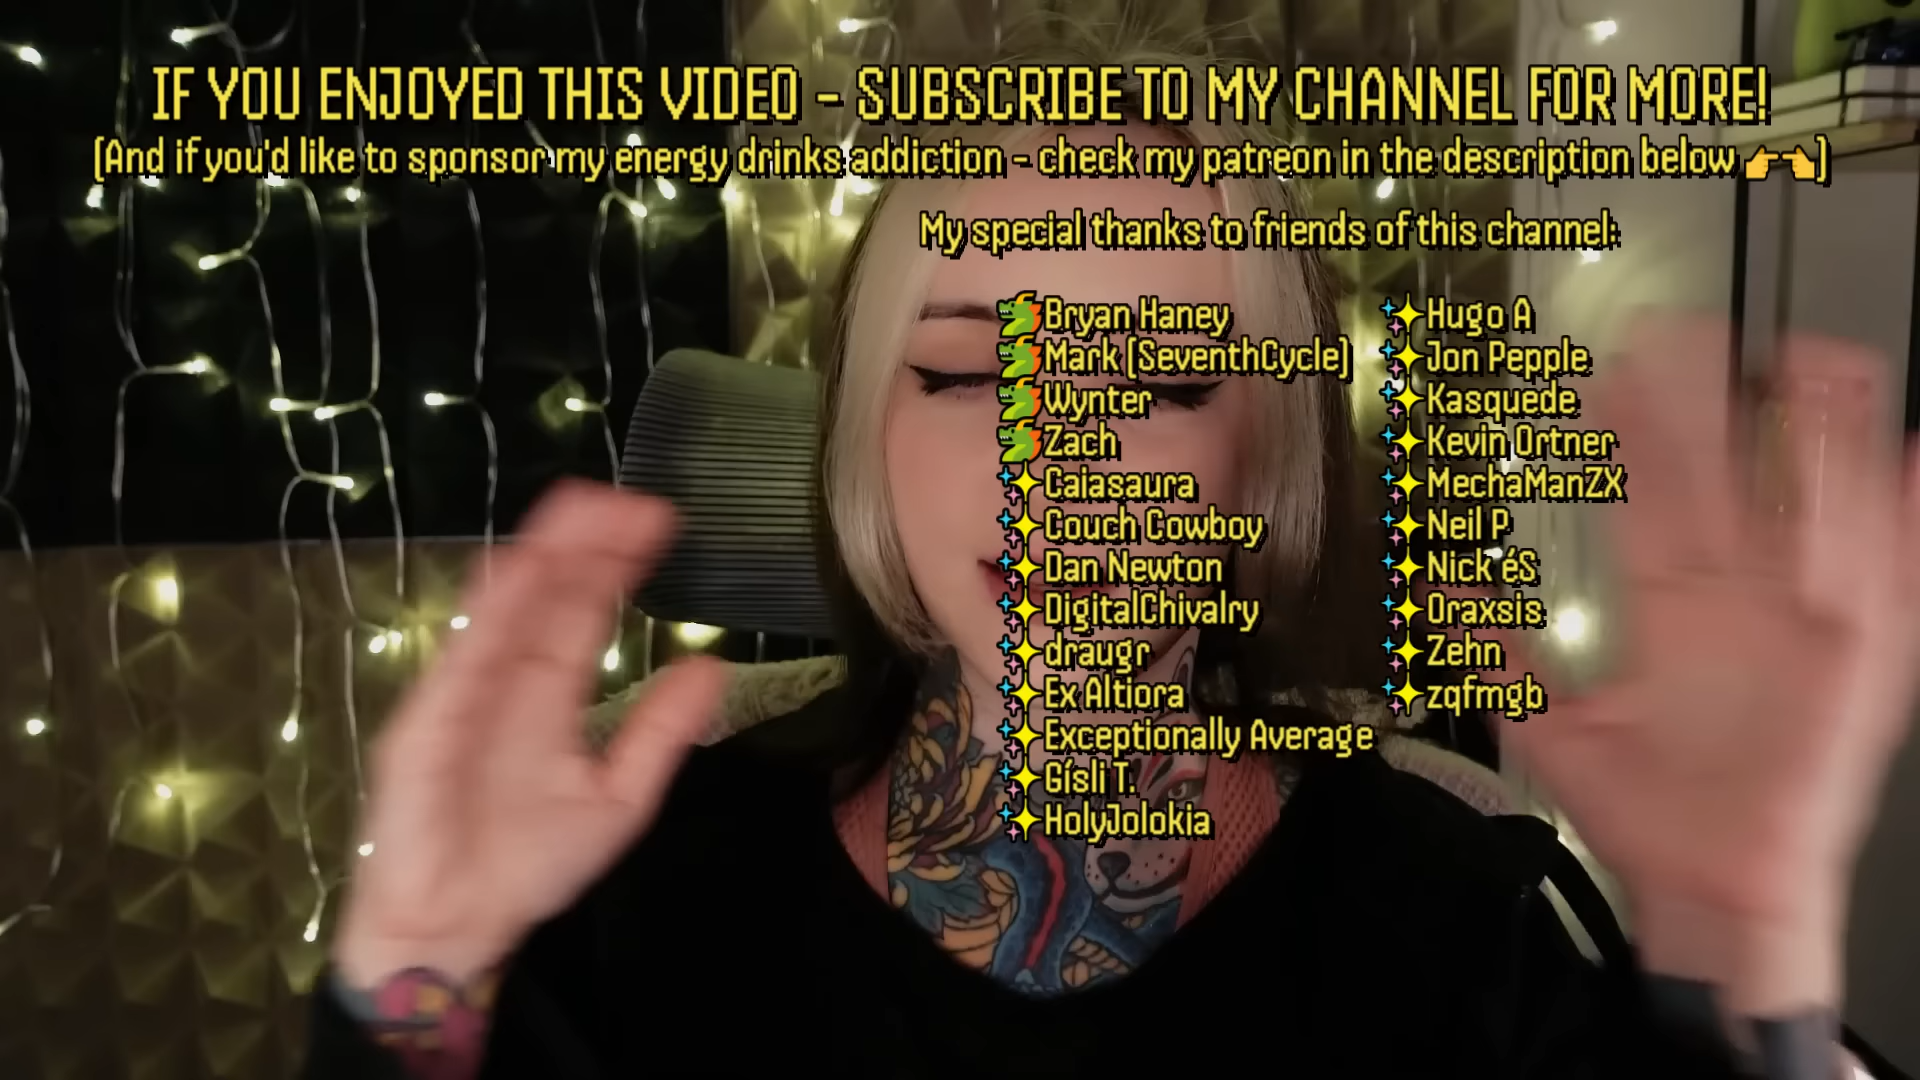 IF YOU ENJOYED THIS VIDEO - SUBSCRIBE TO MY CHANNEL FOR MORE!
(And if you'd like to sponsor my energy drinks addiction - check my patreon in the description below 👉👈)
My special thanks to friends of this channel:
🐲Bryan Haney
🐲Mark (SeventhCycle)
🐲Wynter
🐲Zach
✨Caiasaura
✨Couch Cowboy
✨Dan Newton
✨DigitalChivalry
✨draugr
✨Ex Altiora
✨Exceptionally Average
✨Gísli T.
✨HolyJolokia
✨Hugo A
✨Jon Pepple
✨Kasquede
✨Kevin Ortner
✨MechaManZX
✨Neil P
✨Nick éS
✨Oraxsis
✨Zehn
✨zqfmgb